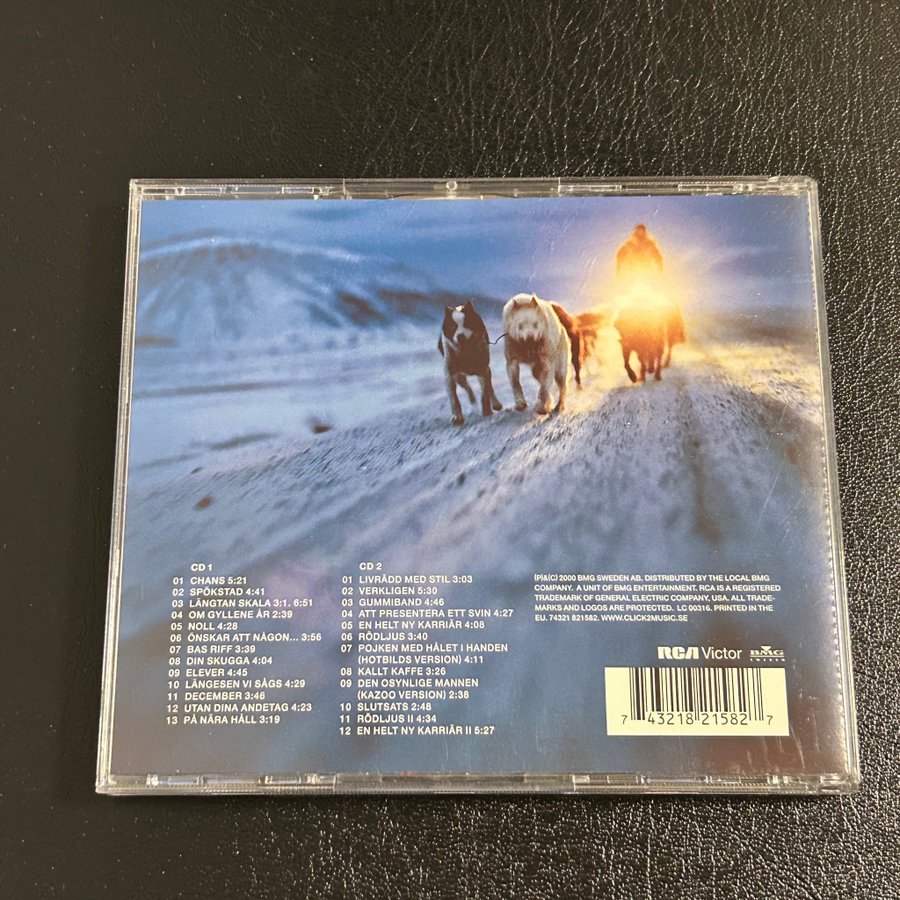 CD 1
01 CHANS 5:21
02 SPÖKSTAD 4:41
03 LÄNGTAN SKALA 3:1. 6:51
04 OM GYLLENE ÅR 2:39
05 NOLL 4:28
06 ÖNSKAR ATT NÅGON... 3:56
07 BAS RIFF 3:39
08 DIN SKUGGA 4:04
09 ELEVER 4:45
10 LÄNGESEN VI SÅGS 4:29
11 DECEMBER 3:46
12 UTAN DINA ANDETAG 4:23
13 PÅ NÄRA HÅLL 3:19
CD 2
01 LIVRÄDD MED STIL 3:03
02 VERKLIGEN 5:30
03 GUMMIBAND 4:46
04 ATT PRESENTERA ETT SVIN 4:27
05 EN HELT NY KARRIÄR 4:08
06 RÖDLJUS 3:40
07 POJKEN MED HÅLET I HANDEN
(HOTBILDS VERSION) 4:11
08 KALLT KAFFE 3:26
09 DEN OSYNLIGE MANNEN
(KAZOO VERSION) 2:38
10 SLUTSATS 2:48
11 RÖDLJUS II 4:34
12 EN HELT NY KARRIÄR II 5:27
(P)&(C) 2000 BMG SWEDEN AB. DISTRIBUTED BY THE LOCAL BMG
COMPANY. A UNIT OF BMG ENTERTAINMENT. RCA IS A REGISTERED
TRADEMARK OF GENERAL ELECTRIC COMPANY, USA. ALL TRADE-
MARKS AND LOGOS ARE PROTECTED. LC 00316. PRINTED IN THE
EU. 74321 821582. WWW.CLICK2MUSIC.SE
RCA Victor BMG
SWEDEN
7 43218 21582 7